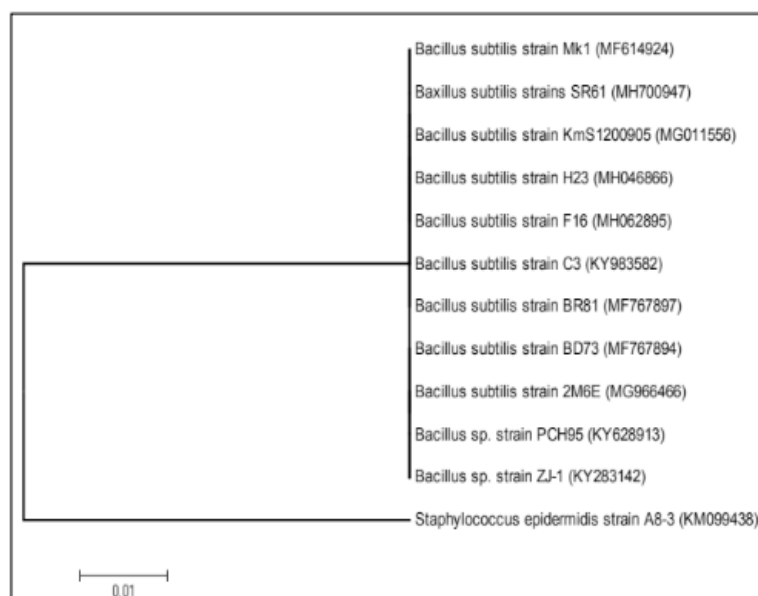 Bacillus subtilis strain Mk1 (MF614924)
Baxillus subtilis strains SR61 (MH700947)
Bacillus subtilis strain KmS1200905 (MG011556)
Bacillus subtilis strain H23 (MH046866)
Bacillus subtilis strain F16 (MH062895)
Bacillus subtilis strain C3 (KY983582)
Bacillus subtilis strain BR81 (MF767897)
Bacillus subtilis strain BD73 (MF767894)
Bacillus subtilis strain 2M6E (MG966466)
Bacillus sp. strain PCH95 (KY628913)
Bacillus sp. strain ZJ-1 (KY283142)
Staphylococcus epidermidis strain A8-3 (KM099438)
0.01